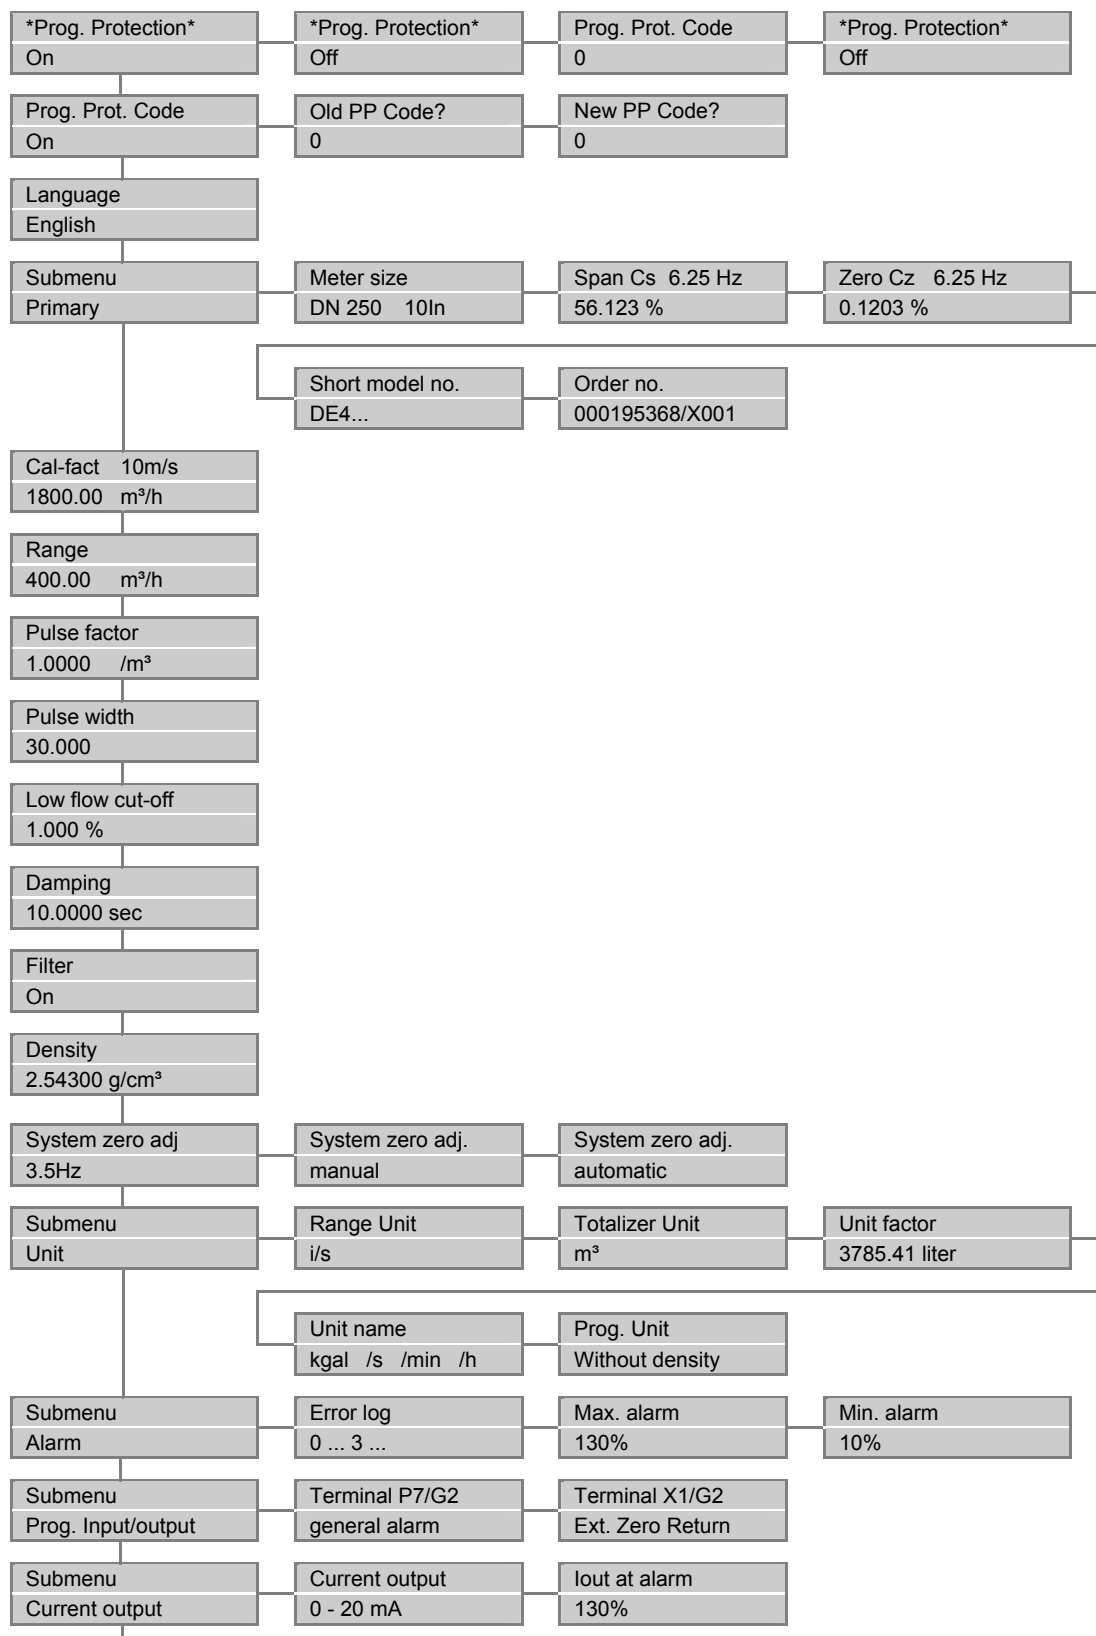 *Prog. Protection*
On
*Prog. Protection*
Off
Prog. Prot. Code
0
*Prog. Protection*
Off
Prog. Prot. Code
On
Old PP Code?
0
New PP Code?
0
Language
English
Submenu
Primary
Meter size
DN 250 10In
Span Cs 6.25 Hz
56.123 %
Zero Cz 6.25 Hz
0.1203 %
Short model no.
DE4...
Order no.
000195368/X001
Cal-fact 10m/s
1800.00 m³/h
Range
400.00 m³/h
Pulse factor
1.0000 /m³
Pulse width
30.000
Low flow cut-off
1.000 %
Damping
10.0000 sec
Filter
On
Density
2.54300 g/cm³
System zero adj
3.5Hz
System zero adj.
manual
System zero adj.
automatic
Submenu
Unit
Range Unit
i/s
Totalizer Unit
m³
Unit factor
3785.41 liter
Unit name
kgal /s /min /h
Prog. Unit
Without density
Submenu
Alarm
Error log
0 ... 3 ...
Max. alarm
130%
Min. alarm
10%
Submenu
Prog. Input/output
Terminal P7/G2
general alarm
Terminal X1/G2
Ext. Zero Return
Submenu
Current output
Current output
0 - 20 mA
Iout at alarm
130%